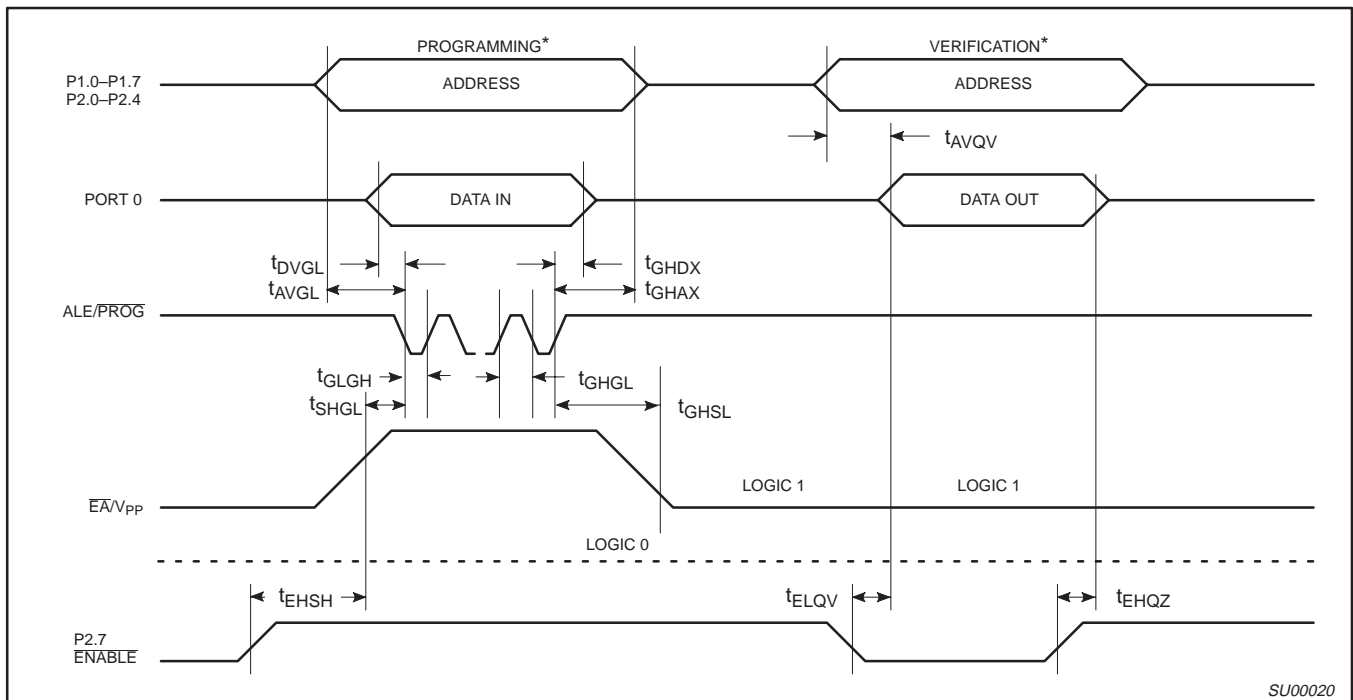 PROGRAMMING*
VERIFICATION*
P1.0–P1.7
P2.0–P2.4
ADDRESS
ADDRESS
tAVQV
PORT 0
DATA IN
DATA OUT
tDVGL
tGHDX
tAVGL
tGHAX
ALE/PROG
tGLGH
tGHGL
tSHGL
tGHSL
LOGIC 1
LOGIC 1
EA/VPP
LOGIC 0
tEHSH
tELQV
tEHQZ
P2.7
ENABLE
SU00020